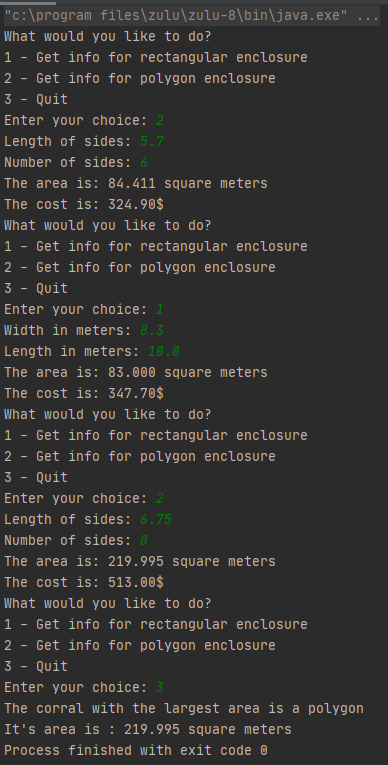 "c:\program files\zulu\zulu-8\bin\java.exe" ...
What would you like to do?
1 - Get info for rectangular enclosure
2 - Get info for polygon enclosure
3 - Quit
Enter your choice: 2
Length of sides: 5.7
Number of sides: 6
The area is: 84.411 square meters
The cost is: 324.90$
What would you like to do?
1 - Get info for rectangular enclosure
2 - Get info for polygon enclosure
3 - Quit
Enter your choice: 1
Width in meters: 8.3
Length in meters: 10.0
The area is: 83.000 square meters
The cost is: 347.70$
What would you like to do?
1 - Get info for rectangular enclosure
2 - Get info for polygon enclosure
3 - Quit
Enter your choice: 2
Length of sides: 6.75
Number of sides: 8
The area is: 219.995 square meters
The cost is: 513.00$
What would you like to do?
1 - Get info for rectangular enclosure
2 - Get info for polygon enclosure
3 - Quit
Enter your choice: 3
The corral with the largest area is a polygon
It's area is : 219.995 square meters
Process finished with exit code 0